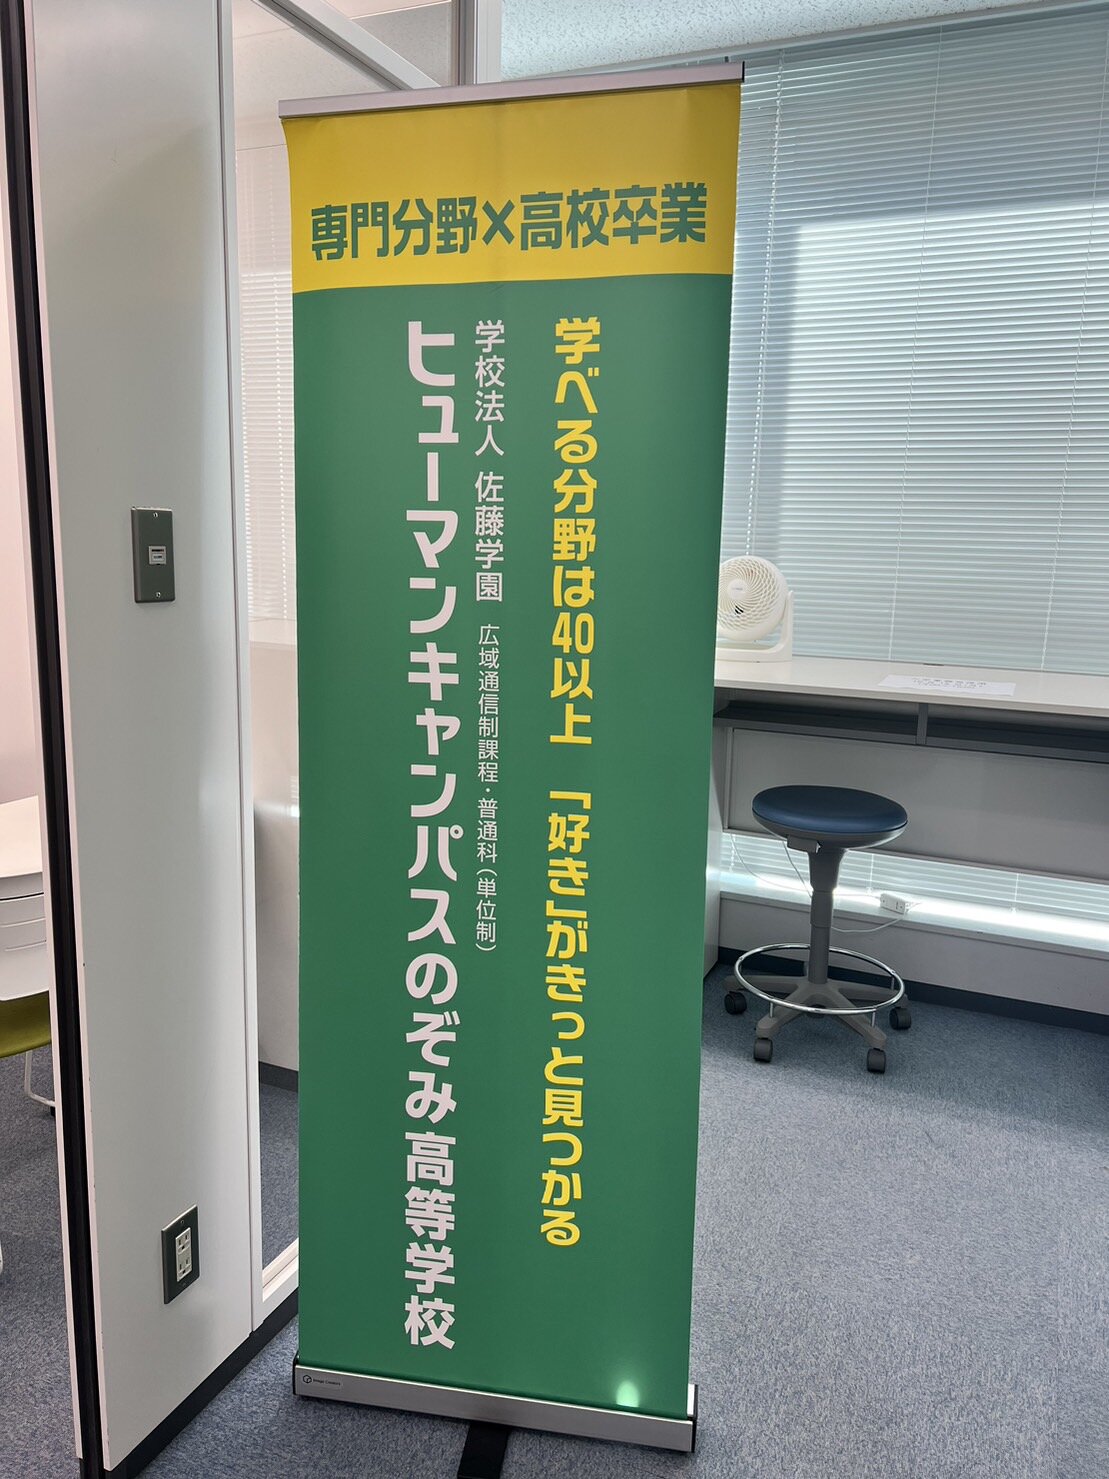 専門分野×高校卒業
学べる分野は40以上 「好き」がきっと見つかる
学校法人 佐藤学園 広域通信制課程・普通科(単位制)
ヒューマンキャンパスのぞみ高等学校
Image Creators